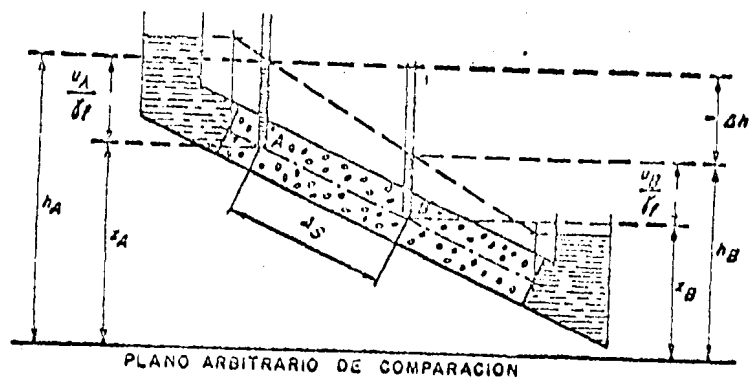 u_A
γ_f
h_A
z_A
A
ΔS
B
Δh
u_B
γ_f
z_B
h_B
PLANO ARBITRARIO DE COMPARACION